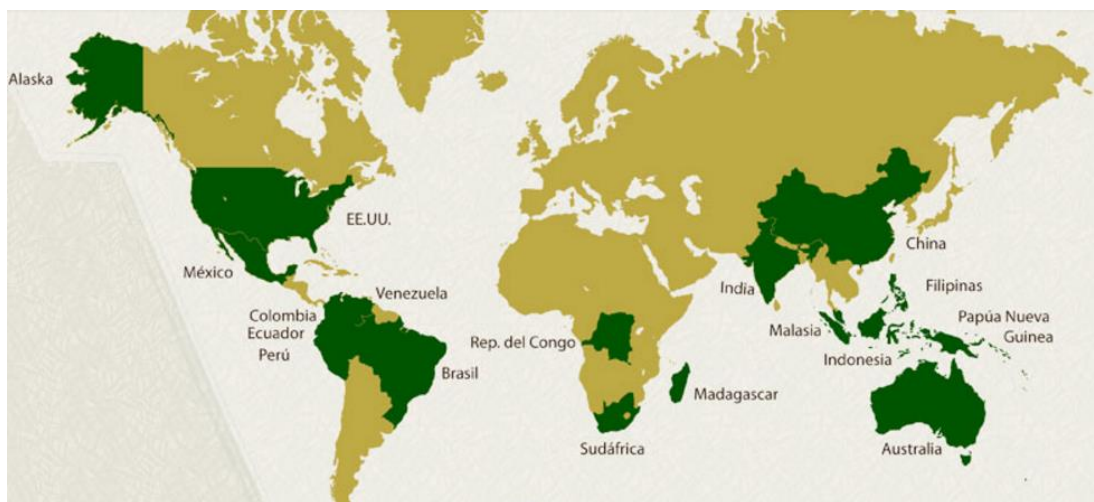 Alaska
EE.UU.
México
Venezuela
Colombia
Ecuador
Perú
Brasil
Rep. del Congo
Madagascar
Sudáfrica
China
India
Filipinas
Malasia
Papúa Nueva
Guinea
Indonesia
Australia